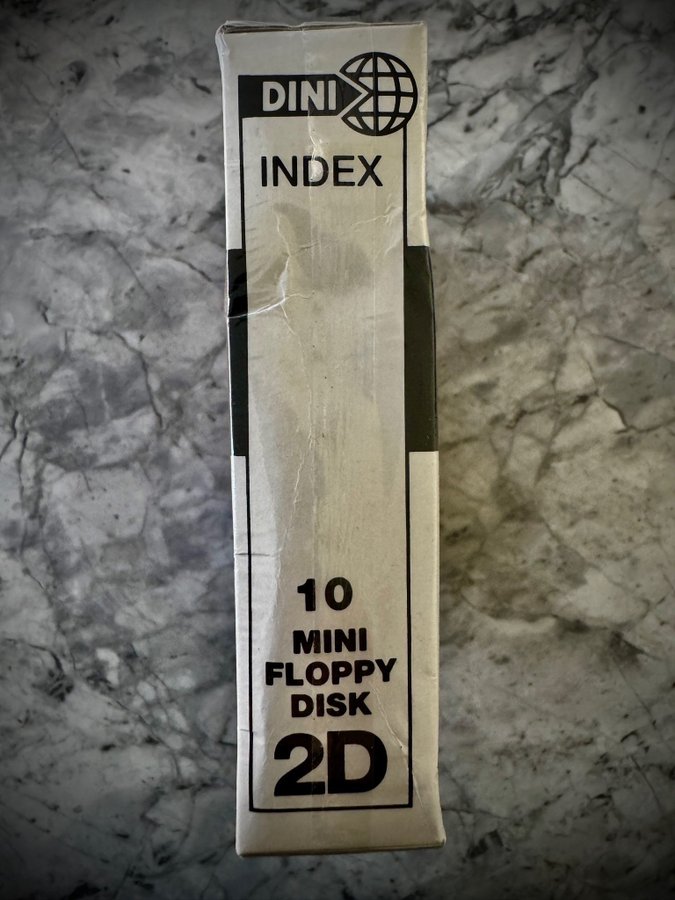 DINI
INDEX
10
MINI
FLOPPY
DISK
2D